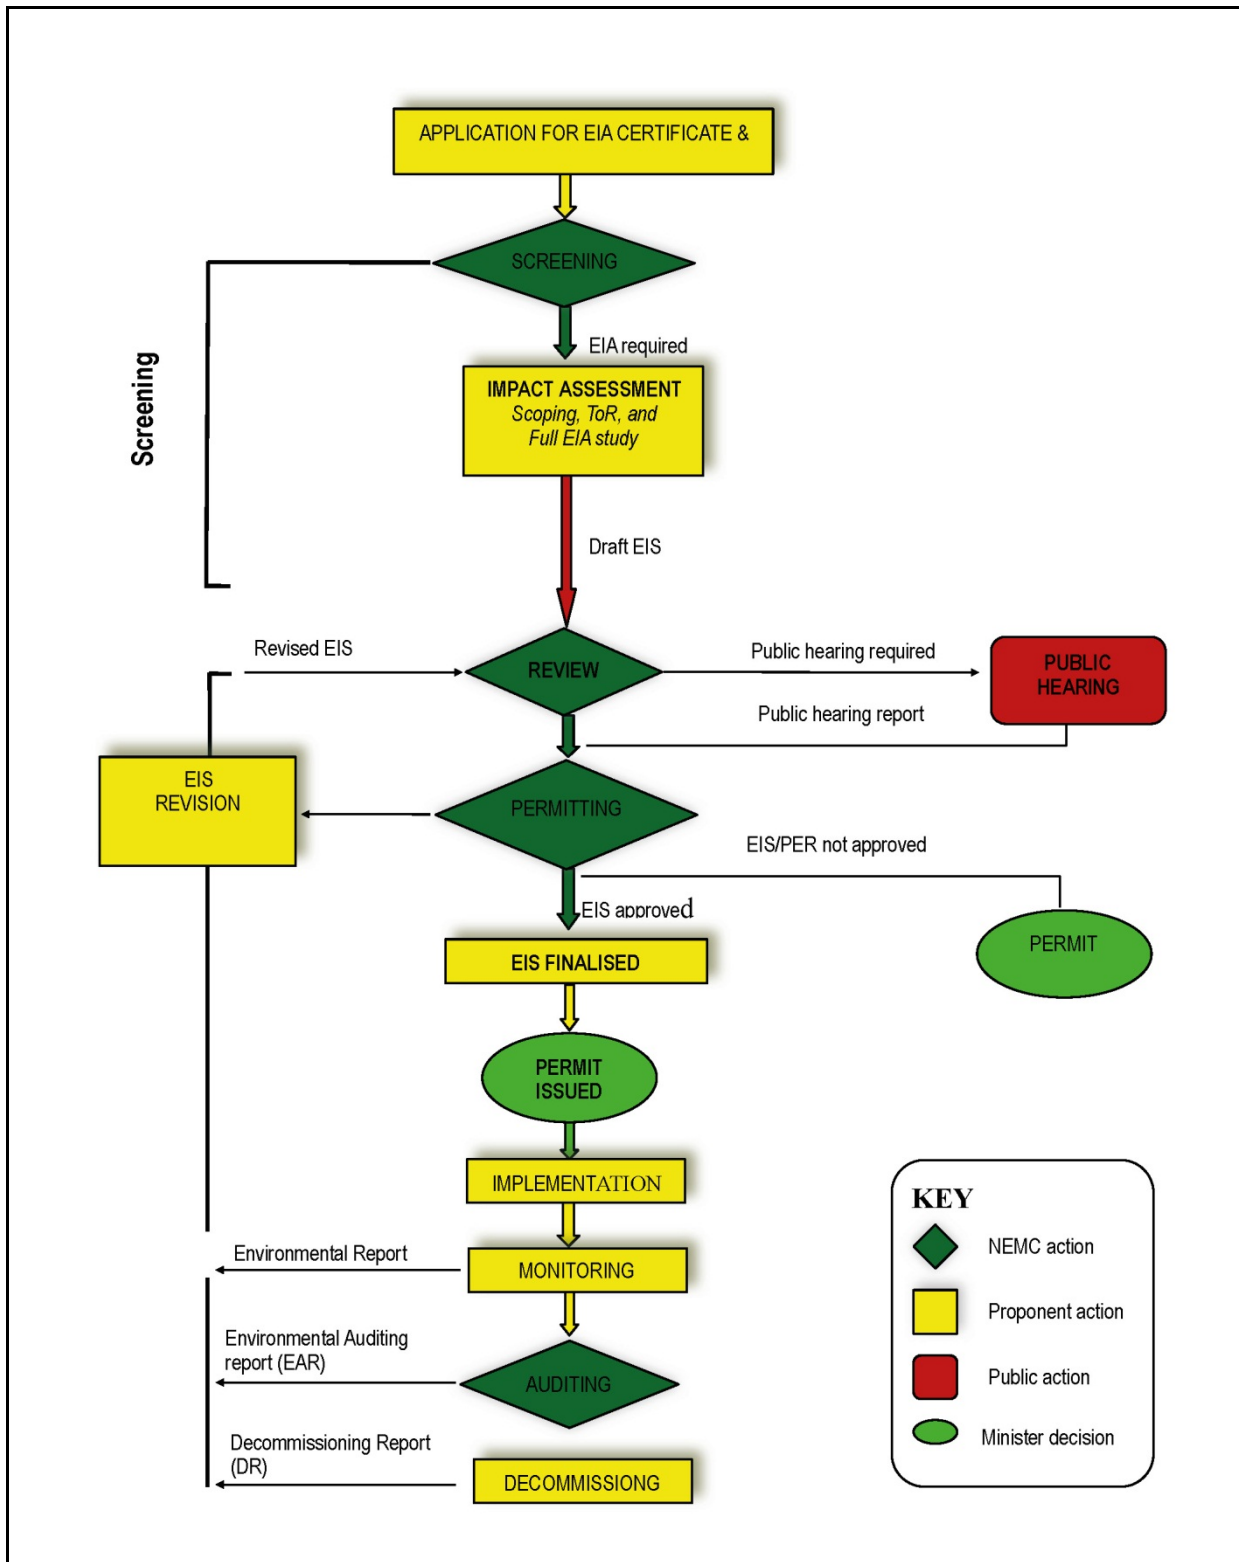 APPLICATION FOR EIA CERTIFICATE &
SCREENING
Screening
EIA required
IMPACT ASSESSMENT
Scoping, ToR, and
Full EIA study
Draft EIS
Revised EIS
REVIEW
Public hearing required
PUBLIC
HEARING
Public hearing report
EIS
REVISION
PERMITTING
EIS/PER not approved
EIS approved
PERMIT
EIS FINALISED
PERMIT
ISSUED
IMPLEMENTATION
Environmental Report
MONITORING
Environmental Auditing
report (EAR)
AUDITING
Decommissioning Report
(DR)
DECOMMISSIONG
KEY
NEMC action
Proponent action
Public action
Minister decision